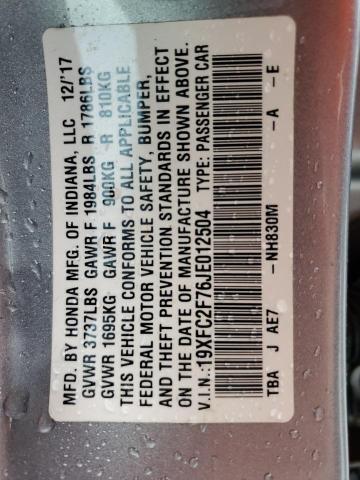 MFD. BY HONDA MFG. OF INDIANA, LLC 12/'17
GVWR 3737LBS GAWR F 1984LBS R 1786LBS
GVWR 1695KG GAWR F 900KG R 810KG
THIS VEHICLE CONFORMS TO ALL APPLICABLE
FEDERAL MOTOR VEHICLE SAFETY, BUMPER,
AND THEFT PREVENTION STANDARDS IN EFFECT
ON THE DATE OF MANUFACTURE SHOWN ABOVE.
V.I.N.:19XFC2F76JE012504 TYPE: PASSENGER CAR
TBA J AE7 -NH830M -A -E